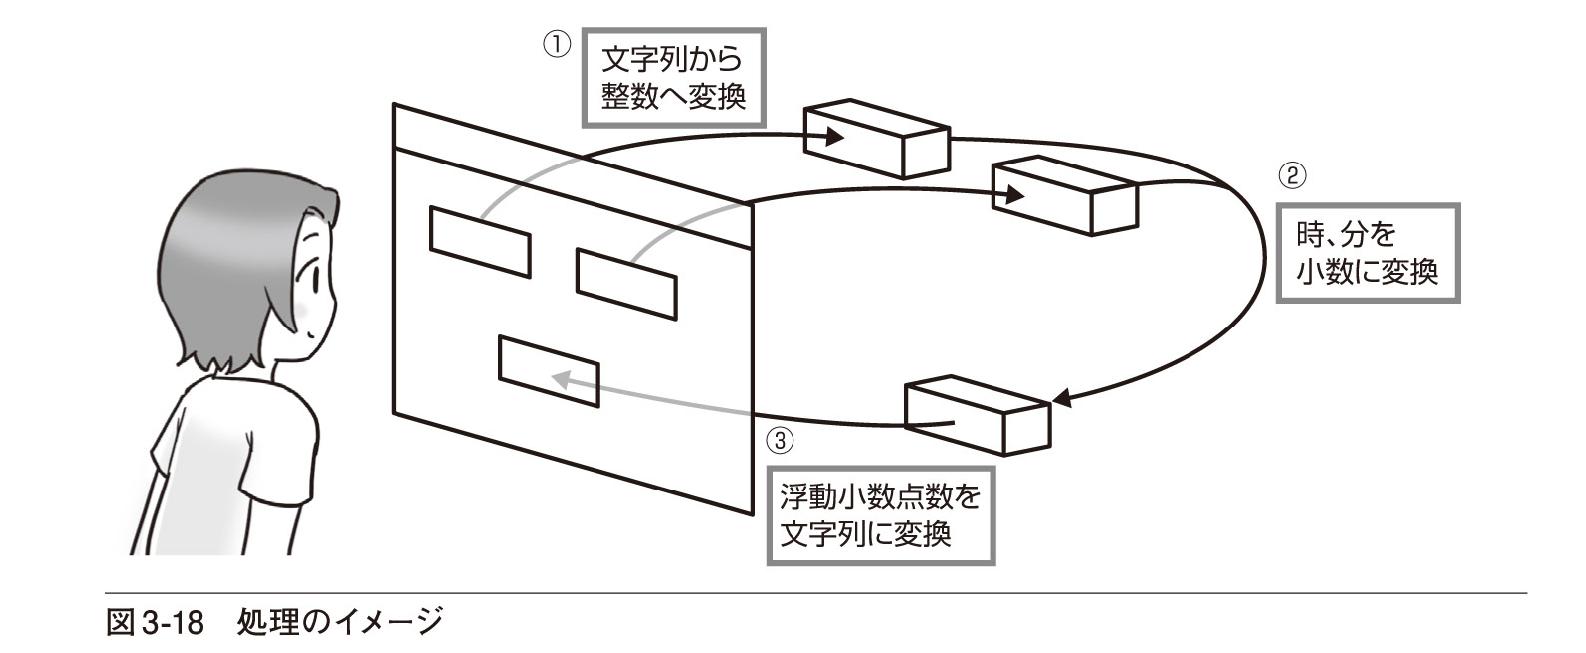 ①
文字列から
整数へ変換
②
時、分を
小数に変換
③
浮動小数点数を
文字列に変換
図3-18　処理のイメージ